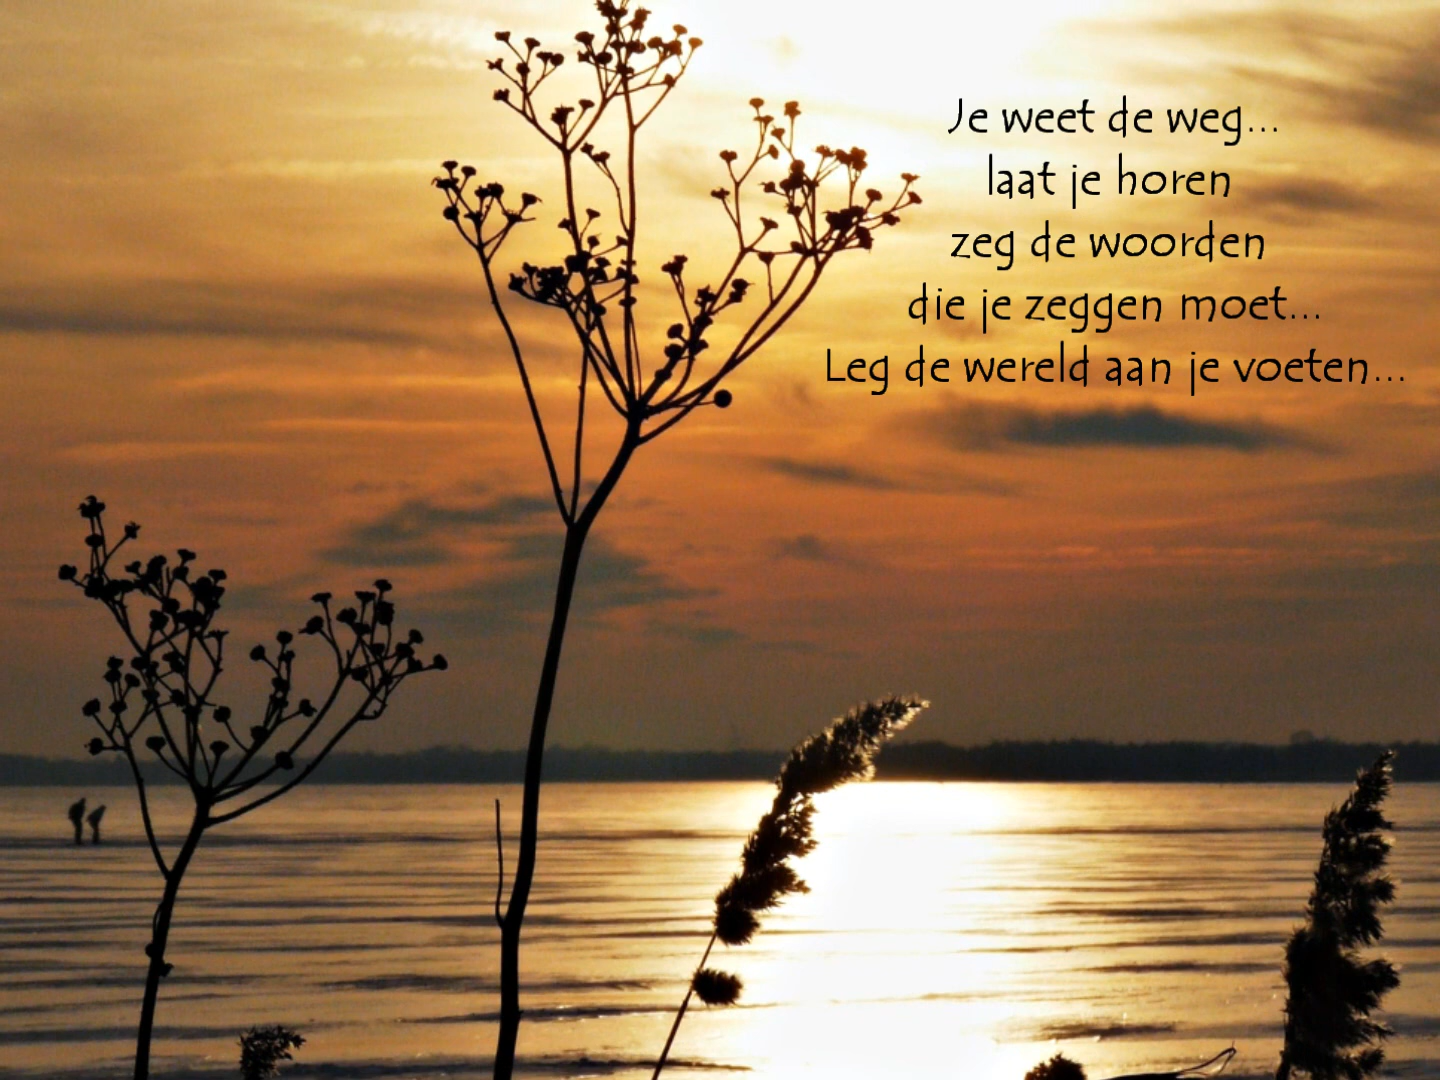 Je weet de weg...
laat je horen
zeg de woorden
die je zeggen moet...
Leg de wereld aan je voeten...